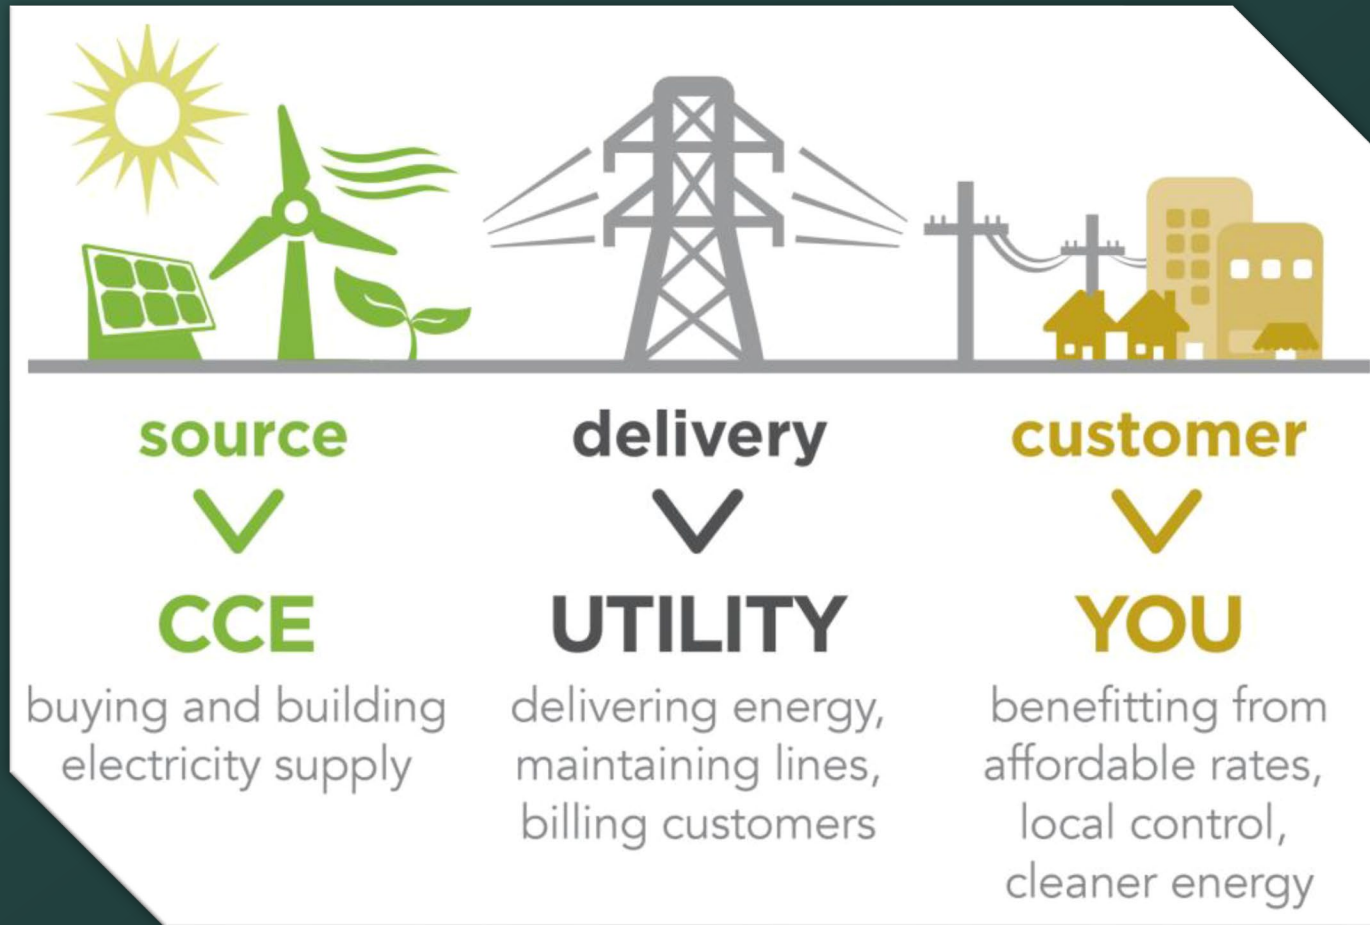 source
CCE
buying and building
electricity supply
delivery
UTILITY
delivering energy,
maintaining lines,
billing customers
customer
YOU
benefitting from
affordable rates,
local control,
cleaner energy